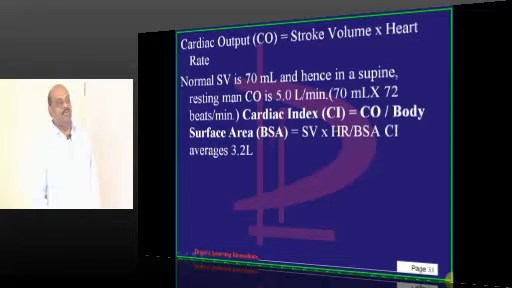 Cardiac Output (CO) = Stroke Volume x Heart
Rate
Normal SV is 70 mL and hence in a supine,
resting man CO is 5.0 L/min.(70 mLX 72
beats/min.) Cardiac Index (CI) = CO / Body
Surface Area (BSA) = SV x HR/BSA CI
averages 3.2L
Page 31